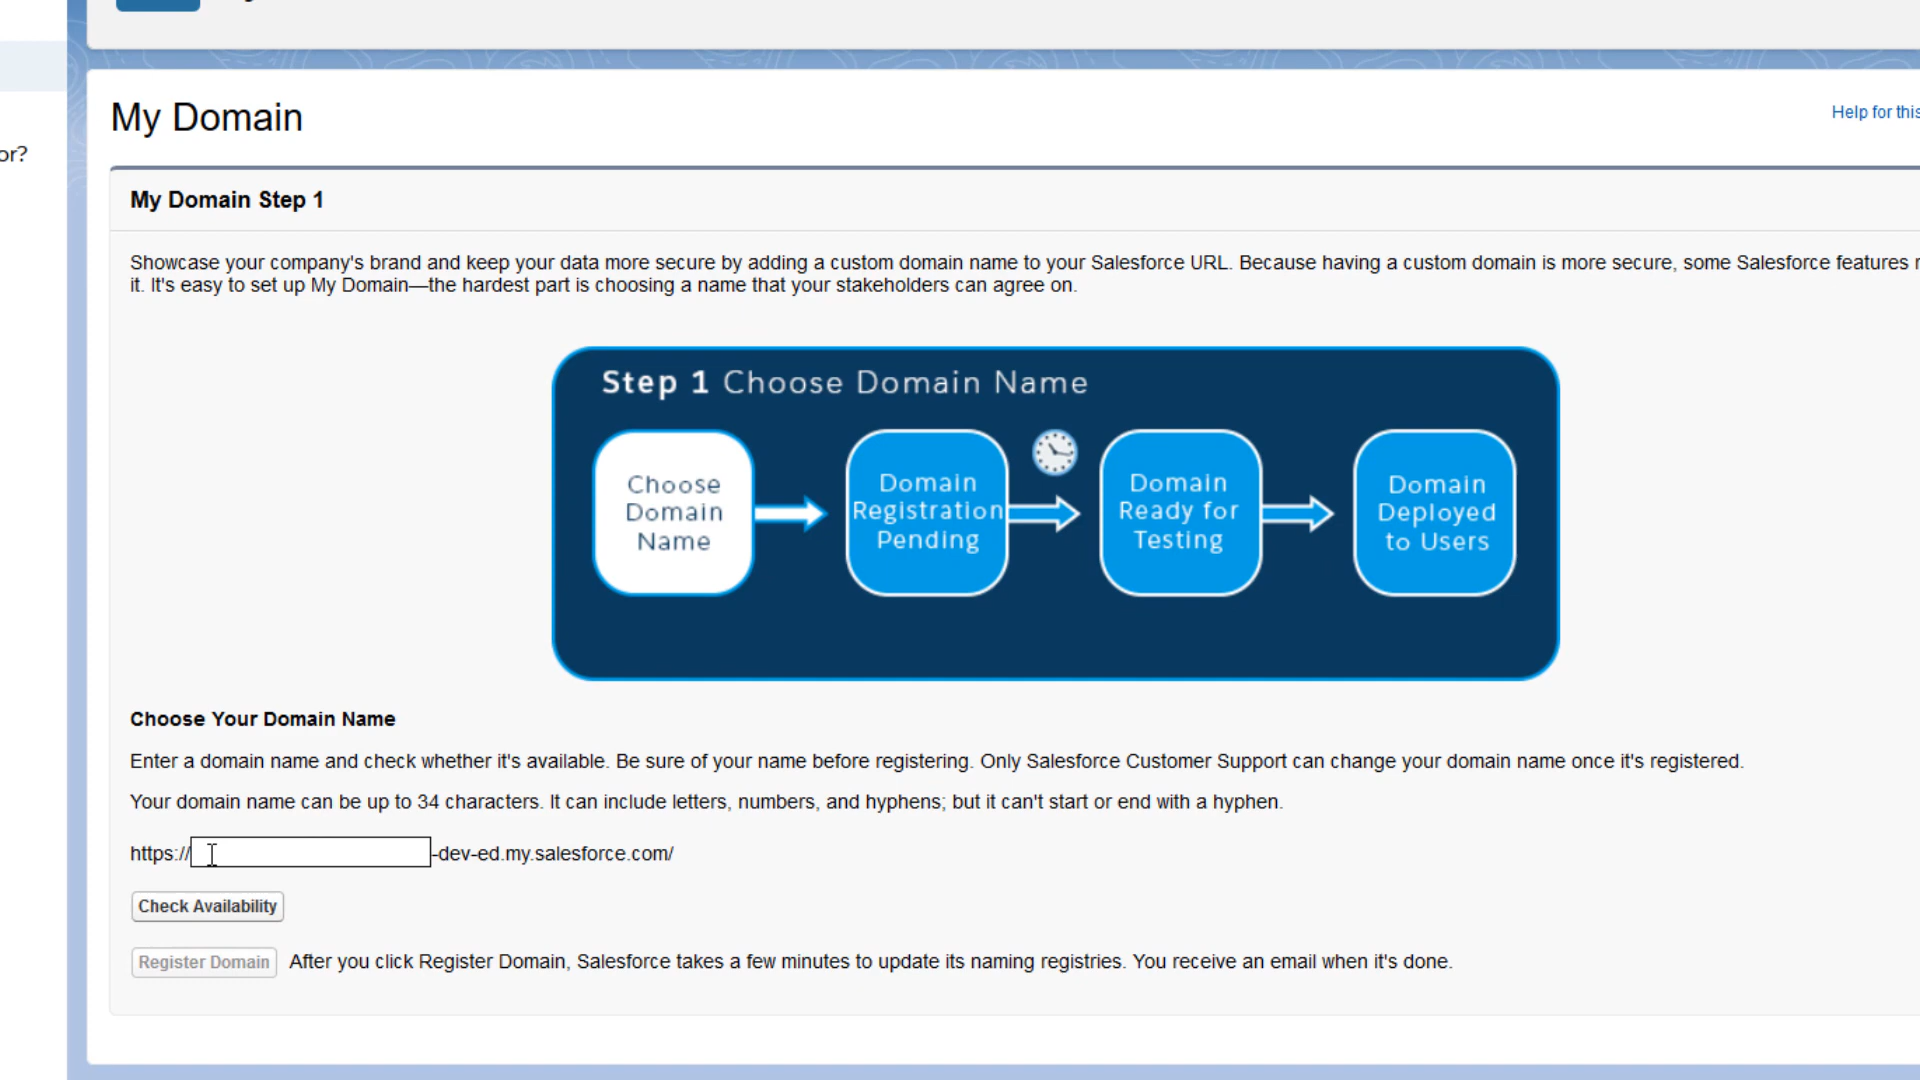 or?
My Domain
Help for this
My Domain Step 1
Showcase your company's brand and keep your data more secure by adding a custom domain name to your Salesforce URL. Because having a custom domain is more secure, some Salesforce features
it. It's easy to set up My Domain—the hardest part is choosing a name that your stakeholders can agree on.
Step 1 Choose Domain Name
Choose
Domain
Name
Domain
Registration
Pending
Domain
Ready for
Testing
Domain
Deployed
to Users
Choose Your Domain Name
Enter a domain name and check whether it's available. Be sure of your name before registering. Only Salesforce Customer Support can change your domain name once it's registered.
Your domain name can be up to 34 characters. It can include letters, numbers, and hyphens; but it can't start or end with a hyphen.
https:// -dev-ed.my.salesforce.com/
Check Availability
Register Domain After you click Register Domain, Salesforce takes a few minutes to update its naming registries. You receive an email when it's done.